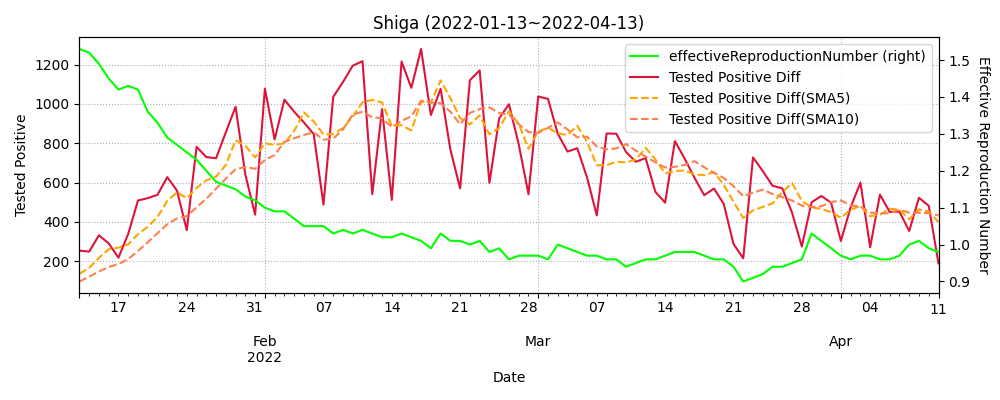 Shiga (2022-01-13~2022-04-13)
effectiveReproductionNumber (right)
Tested Positive Diff
Tested Positive Diff(SMA5)
Tested Positive Diff(SMA10)
Tested Positive
1200
1000
800
600
400
200
Effective Reproduction Number
1.5
1.4
1.3
1.2
1.1
1.0
0.9
17 24 31 07 14 21 28 07 14 21 28 04 11
Feb Mar Apr
2022
Date